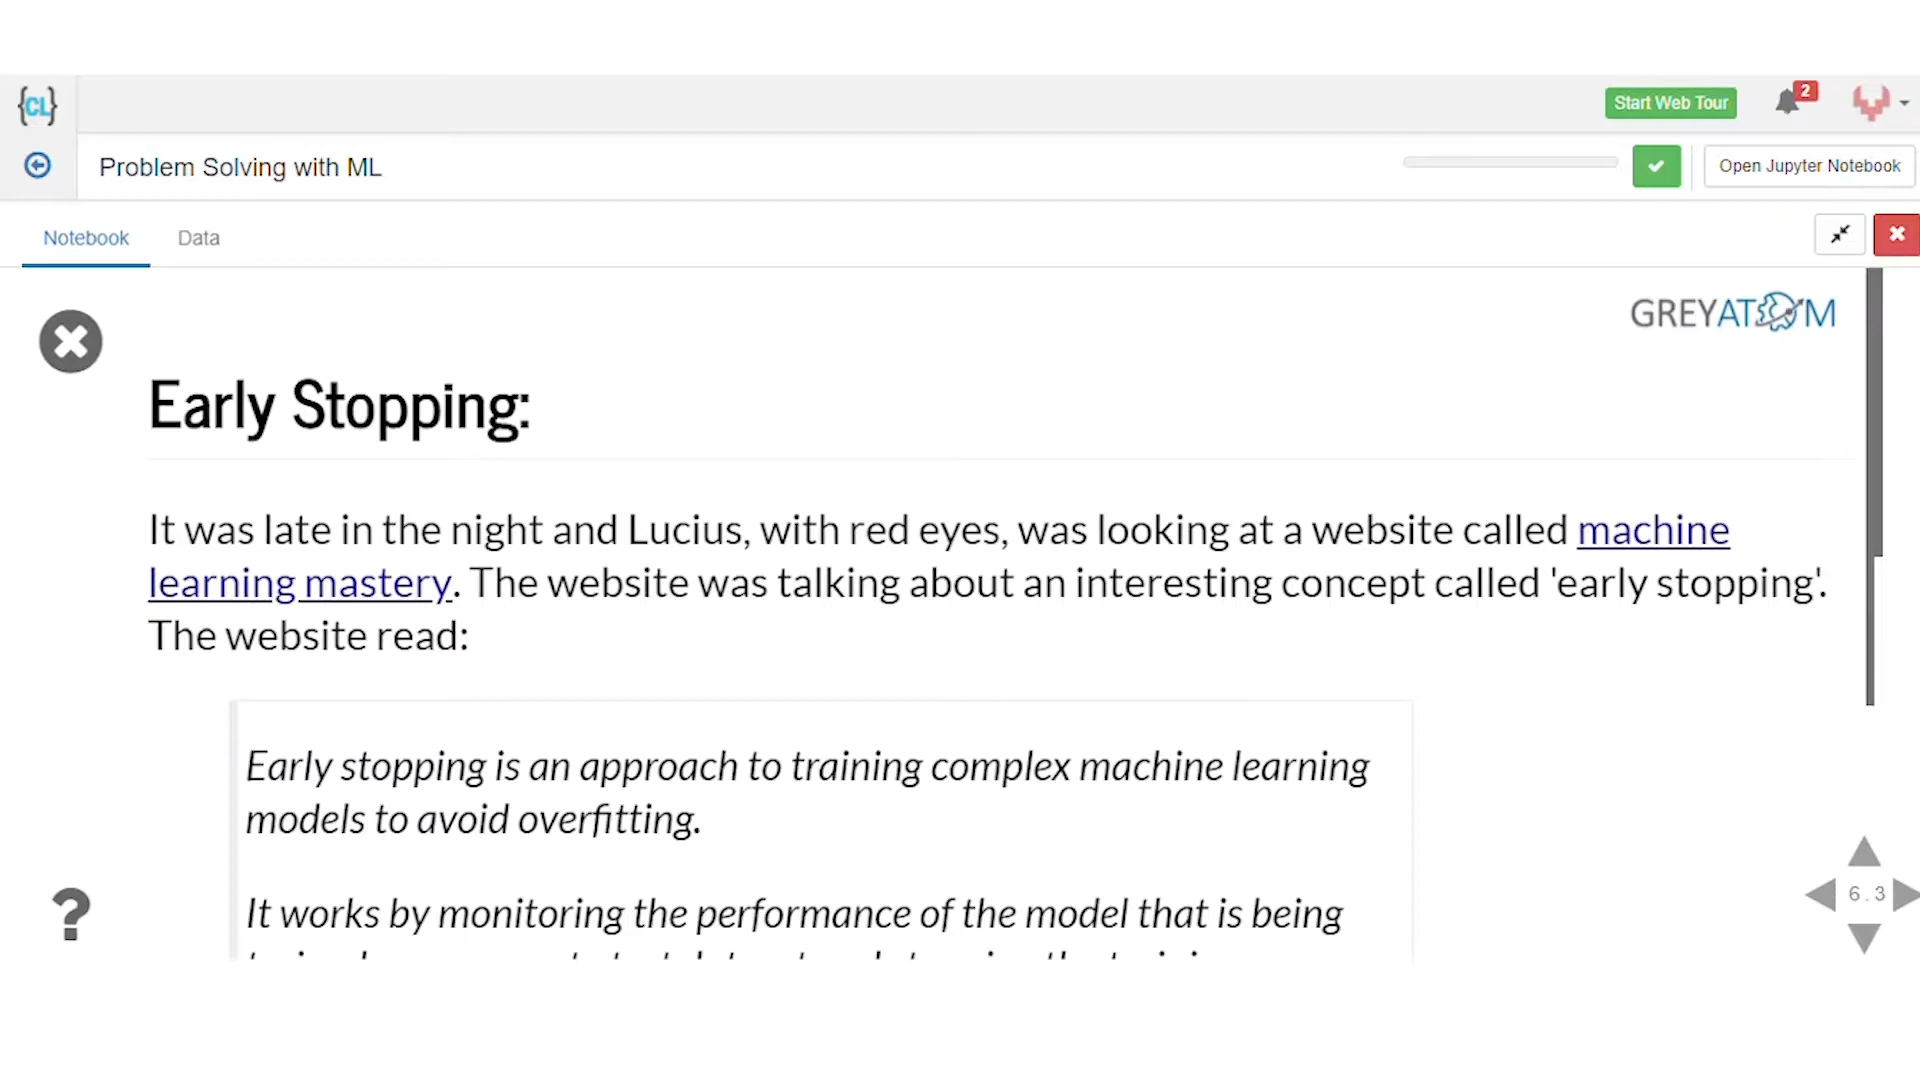 {CL}
Start Web Tour
2
Problem Solving with ML
Open Jupyter Notebook
Notebook
Data
GREYATOM
Early Stopping:
It was late in the night and Lucius, with red eyes, was looking at a website called machine
learning mastery. The website was talking about an interesting concept called 'early stopping'.
The website read:
Early stopping is an approach to training complex machine learning
models to avoid overfitting.
It works by monitoring the performance of the model that is being
?
6.3